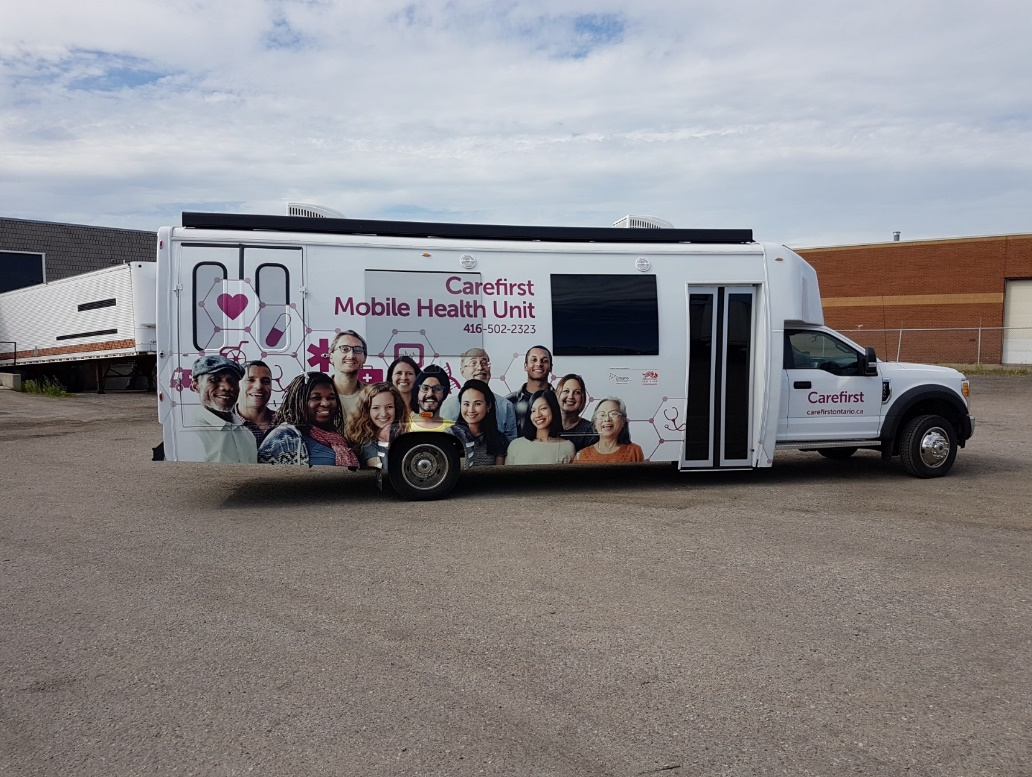 Carefirst
Mobile Health Unit
416-502-2323
Carefirst
carefirstontario.ca